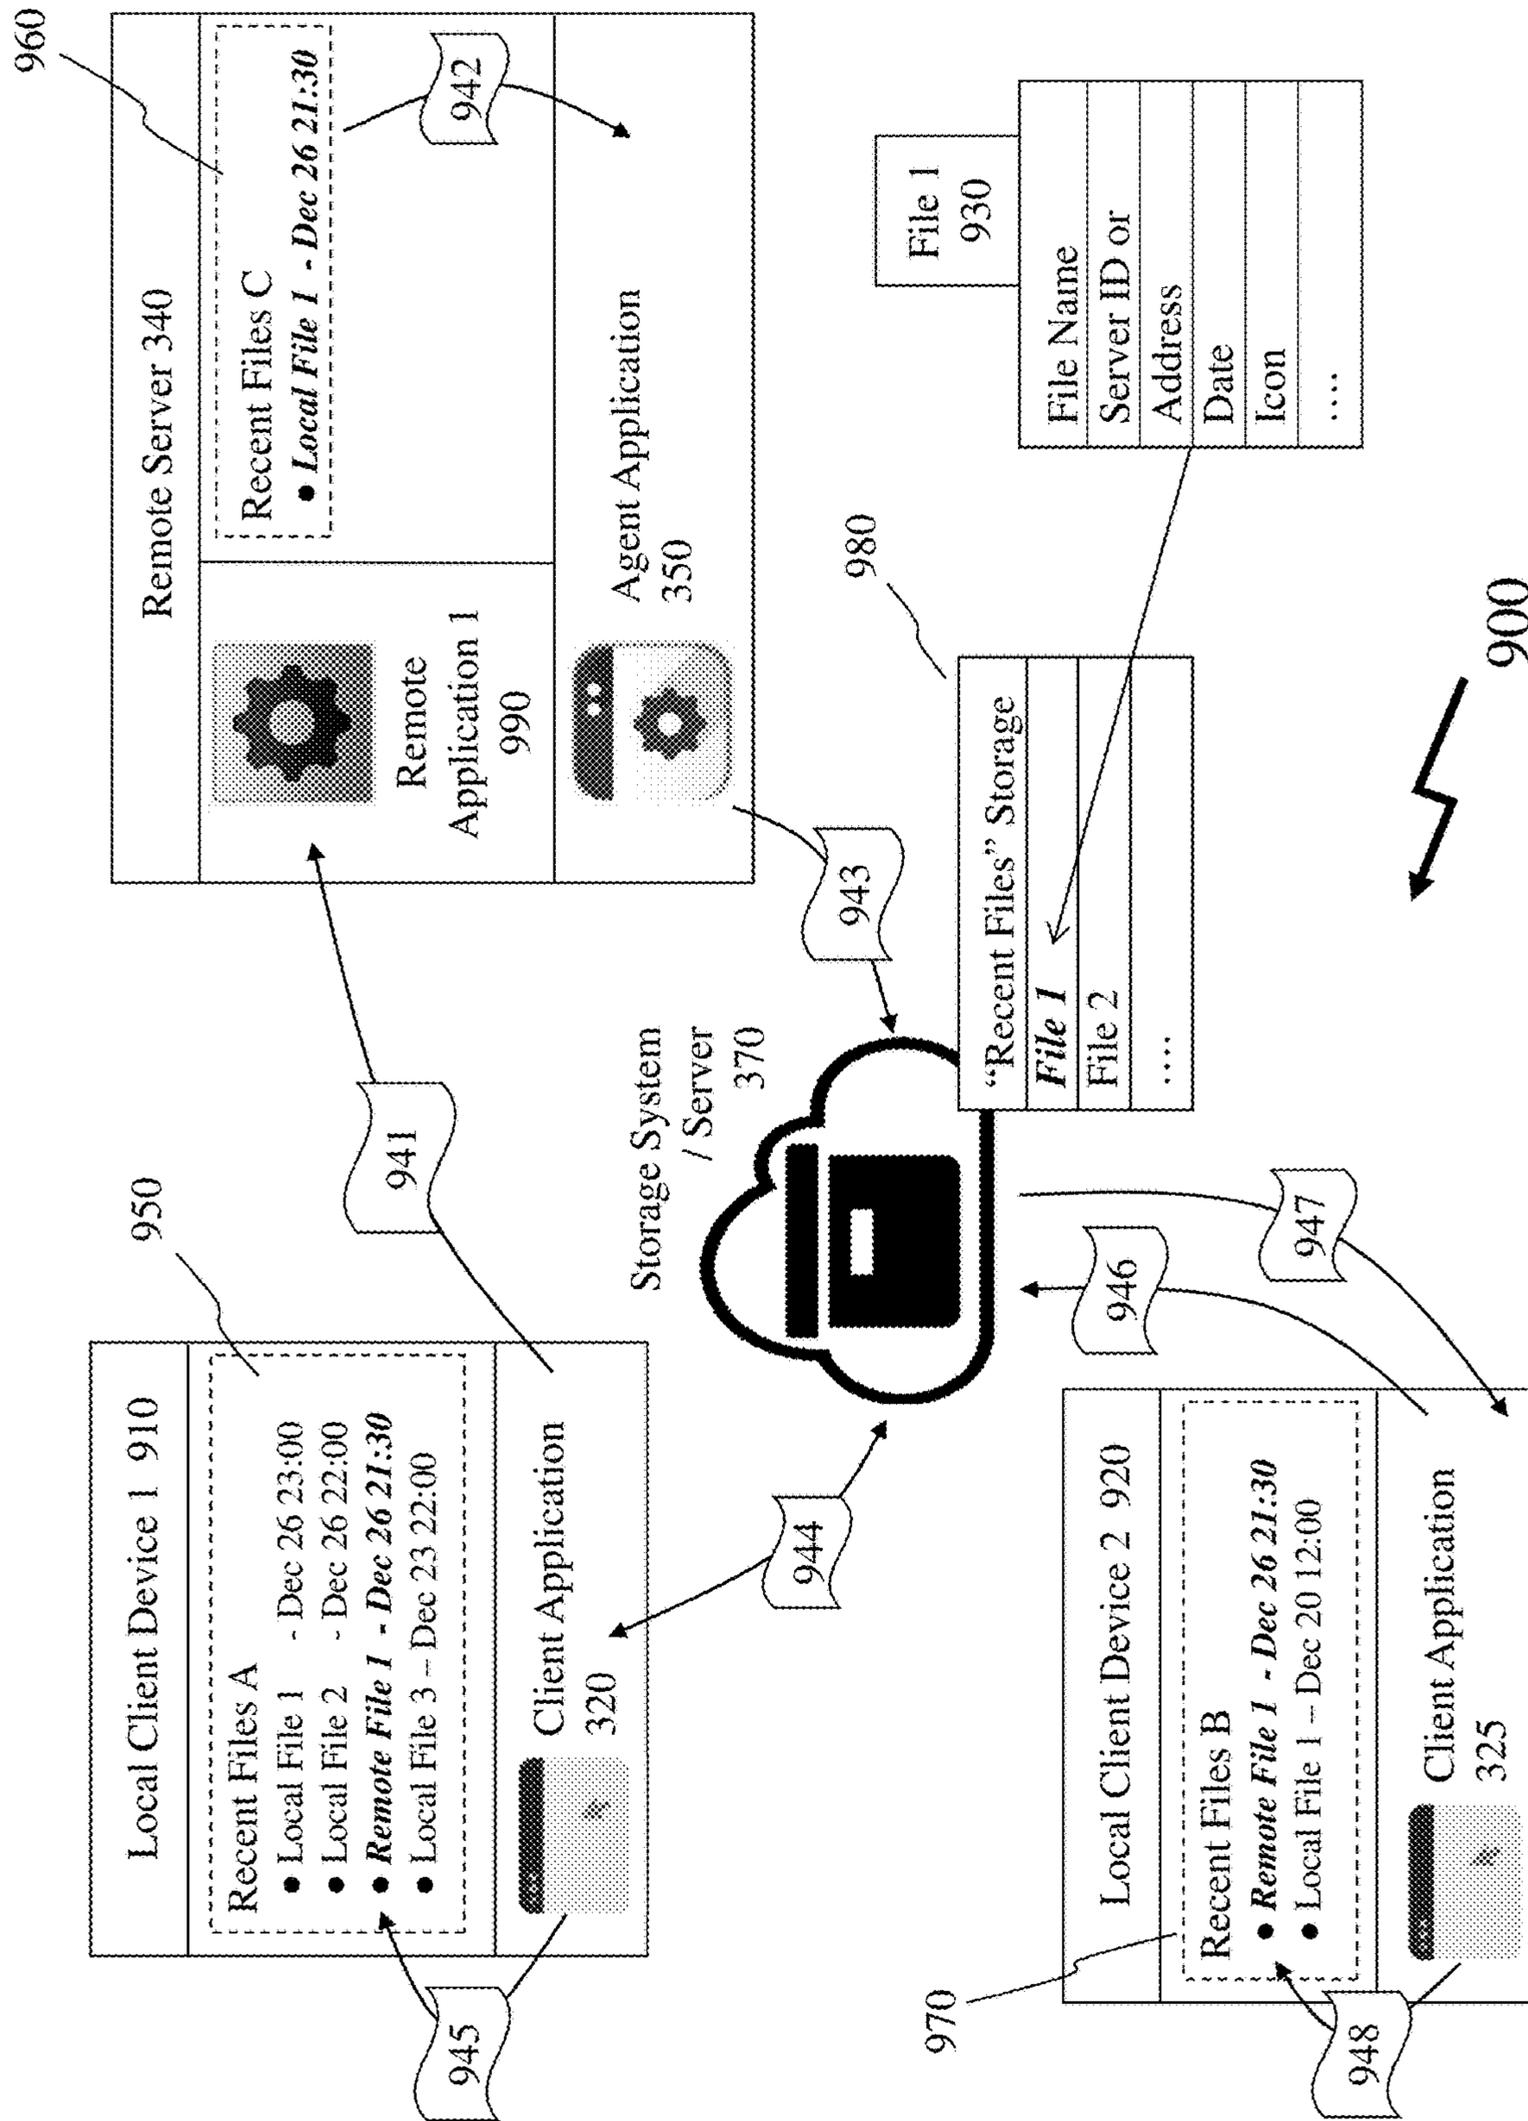 960
Remote Server 340
Recent Files C
• Local File 1 - Dec 26 21:30
942
Remote
Application 1
990
Agent Application
350
941
943
950
Local Client Device 1 910
Recent Files A
• Local File 1 - Dec 26 23:00
• Local File 2 - Dec 26 22:00
• Remote File 1 - Dec 26 21:30
• Local File 3 – Dec 23 22:00
Client Application
320
945
944
Storage System
/ Server
370
980
"Recent Files" Storage
File 1
File 2
....
File 1
930
File Name
Server ID or
Address
Date
Icon
....
946
947
970
Local Client Device 2 920
Recent Files B
• Remote File 1 - Dec 26 21:30
• Local File 1 – Dec 20 12:00
Client Application
325
948
900